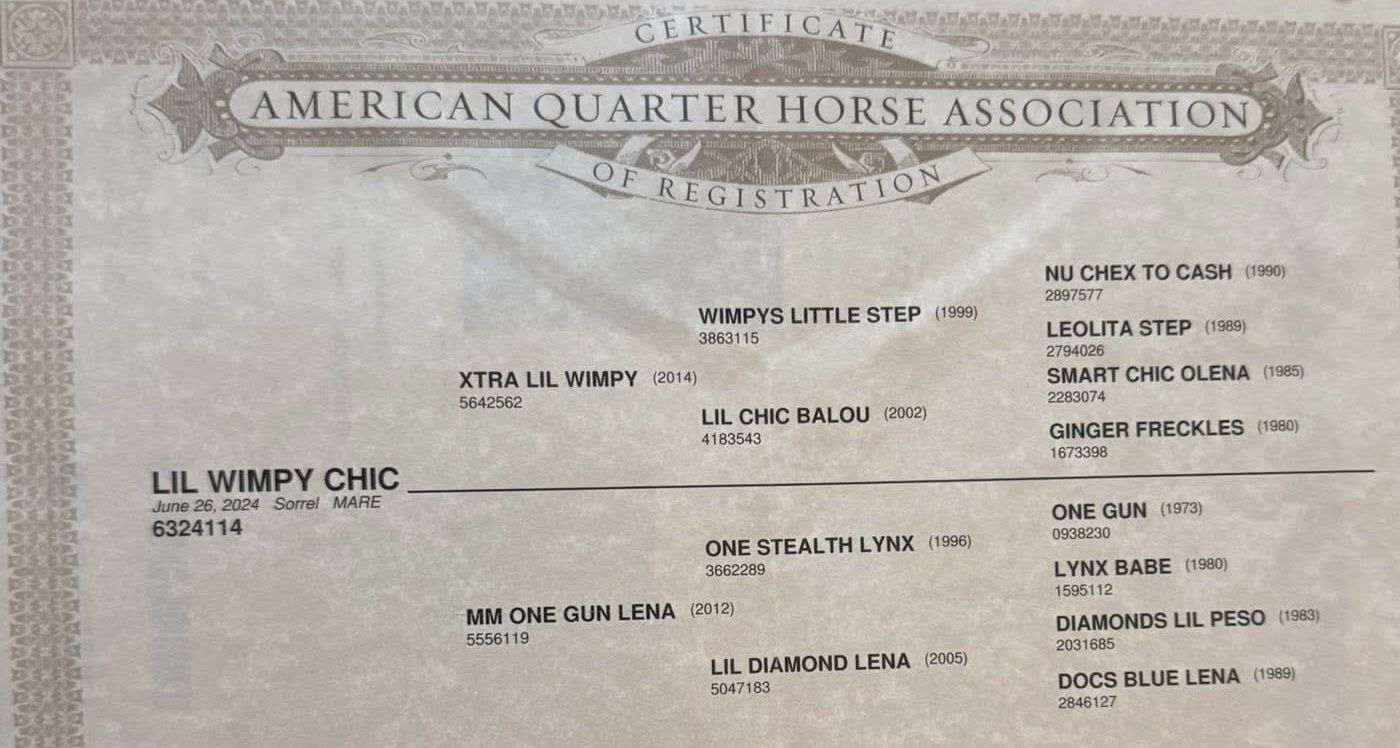 CERTIFICATE
AMERICAN QUARTER HORSE ASSOCIATION
OF REGISTRATION
NU CHEX TO CASH (1990)
2897577
WIMPYS LITTLE STEP (1999)
3863115
LEOLITA STEP (1989)
2794026
XTRA LIL WIMPY (2014)
5642562
SMART CHIC OLENA (1985)
2283074
LIL CHIC BALOU (2002)
4183543
GINGER FRECKLES (1980)
1673398
LIL WIMPY CHIC
June 26, 2024 Sorrel MARE
6324114
ONE GUN (1973)
0938230
ONE STEALTH LYNX (1996)
3662289
LYNX BABE (1980)
1595112
MM ONE GUN LENA (2012)
5556119
DIAMONDS LIL PESO (1983)
2031685
LIL DIAMOND LENA (2005)
5047183
DOCS BLUE LENA (1989)
2846127